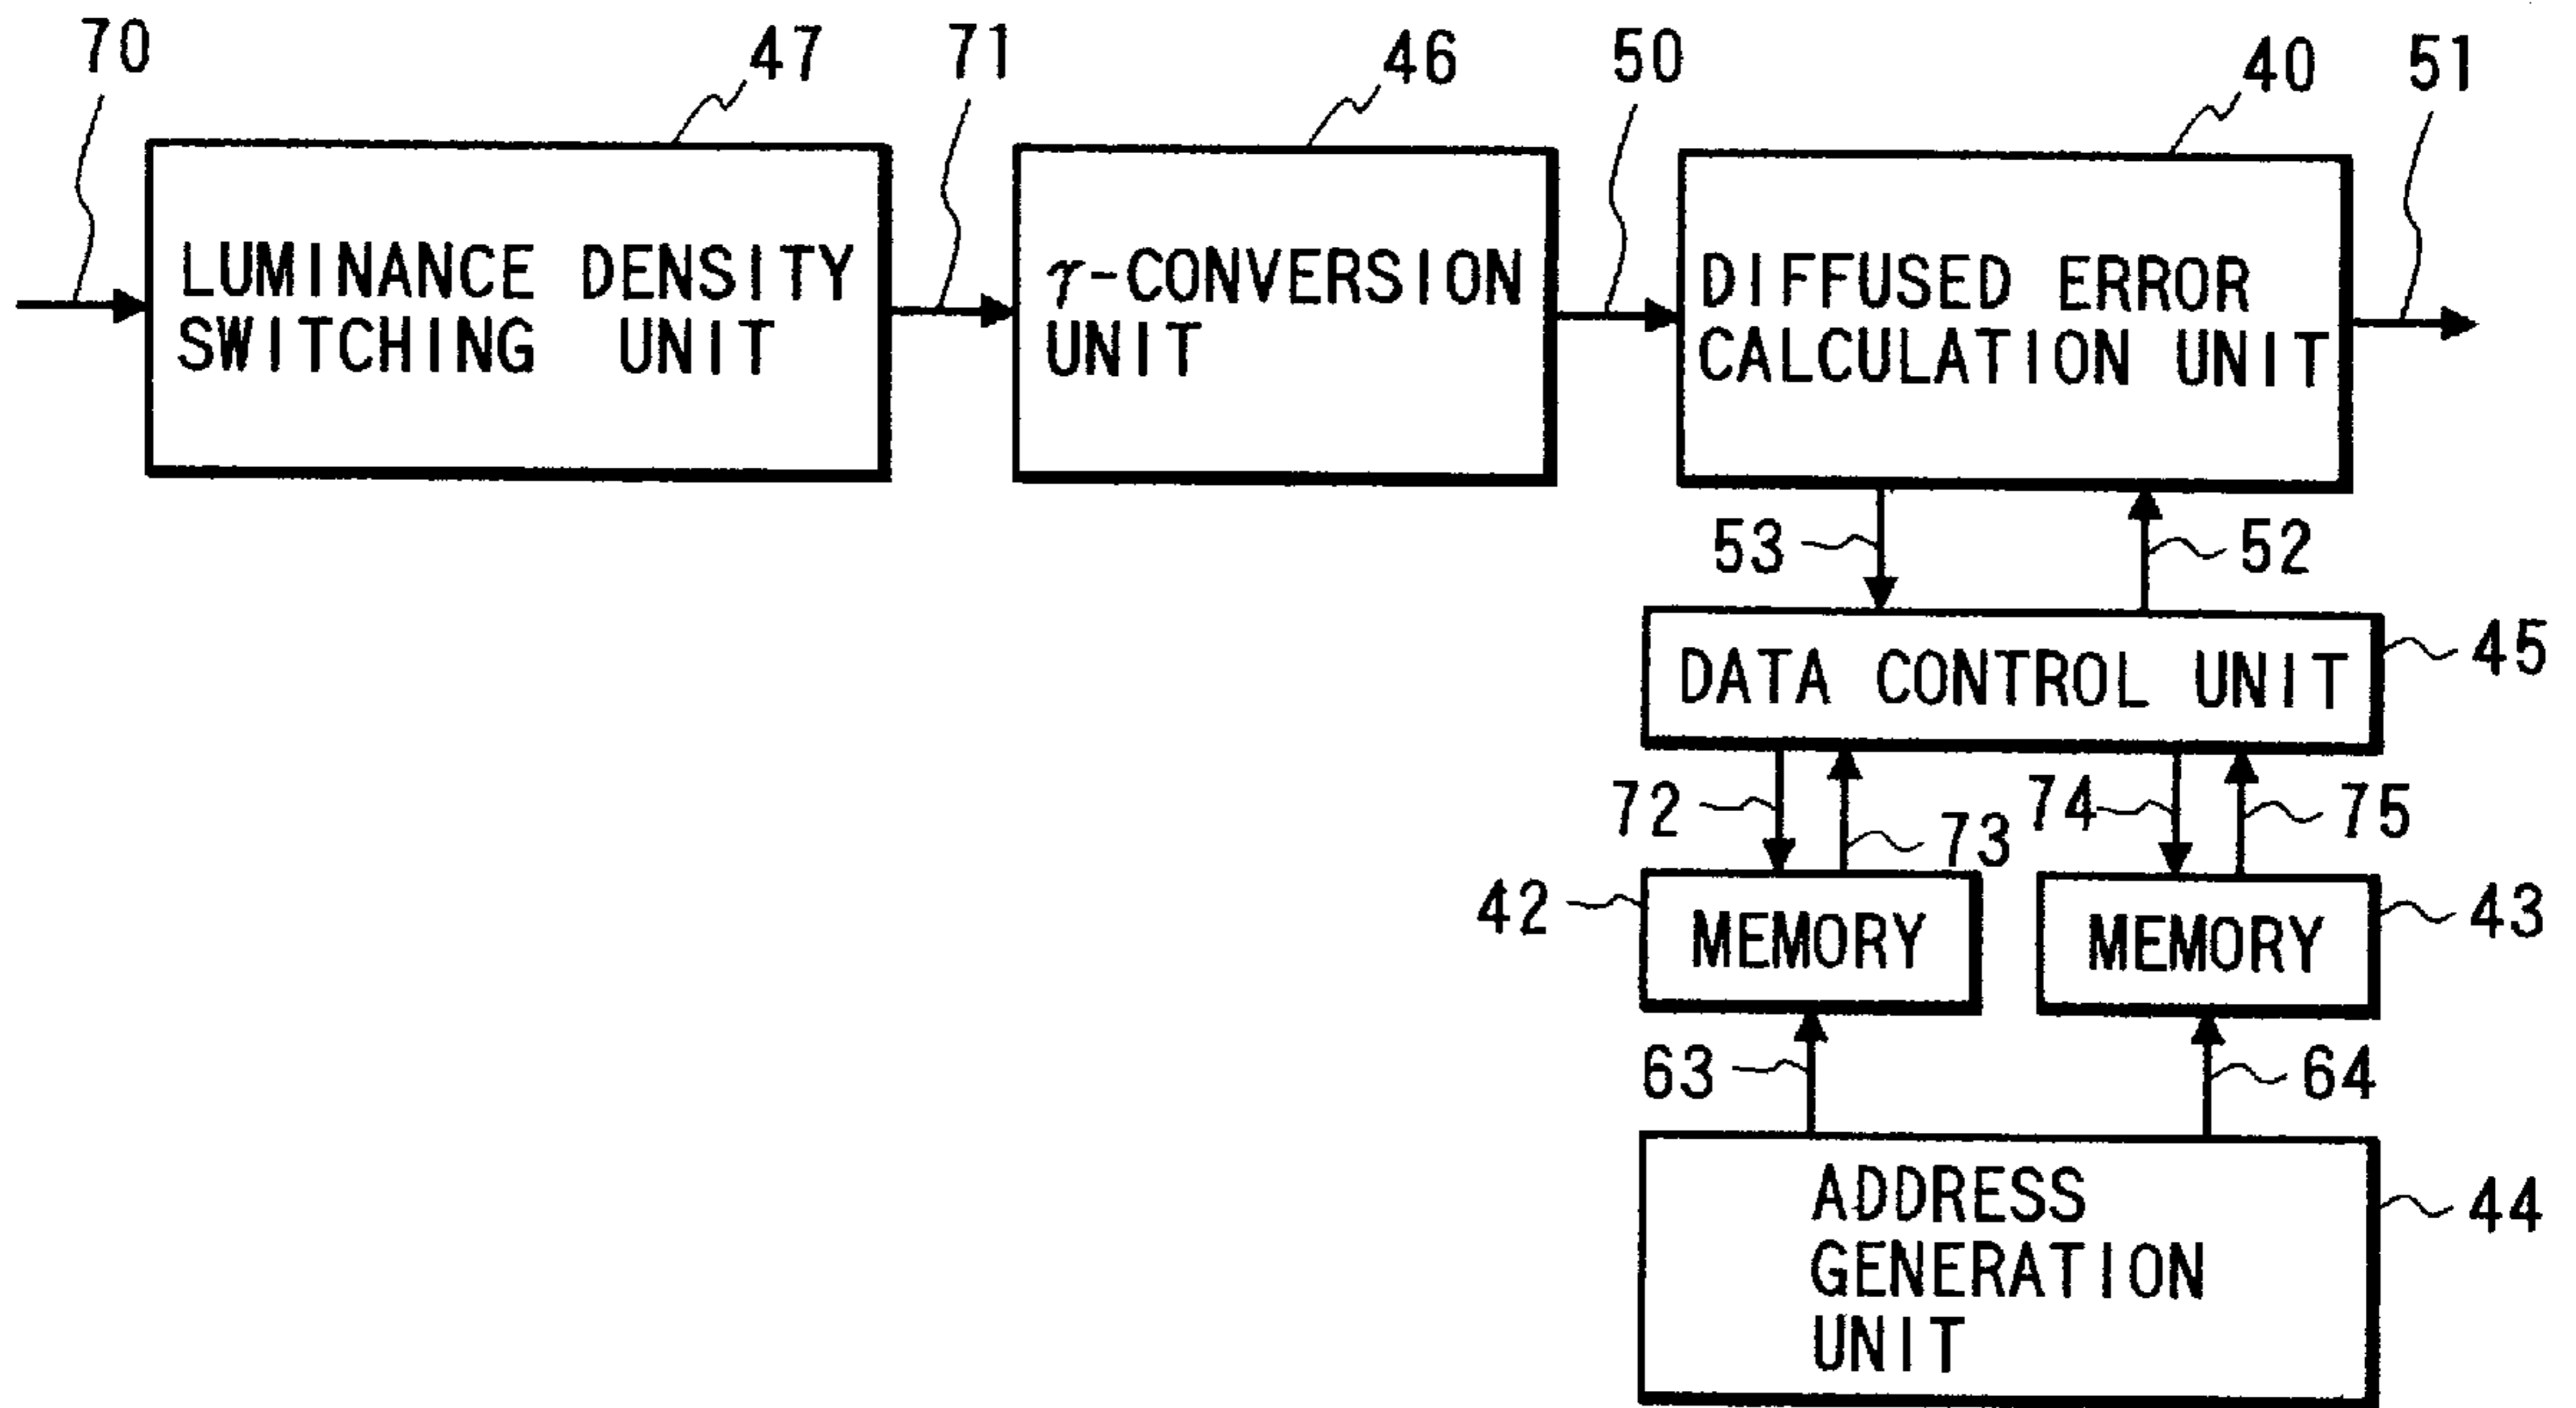 70
47
71
46
50
40
51
LUMINANCE DENSITY
SWITCHING UNIT
γ-CONVERSION
UNIT
DIFFUSED ERROR
CALCULATION UNIT
53
52
DATA CONTROL UNIT
45
72
73
74
75
42
MEMORY
MEMORY
43
63
64
ADDRESS
GENERATION
UNIT
44